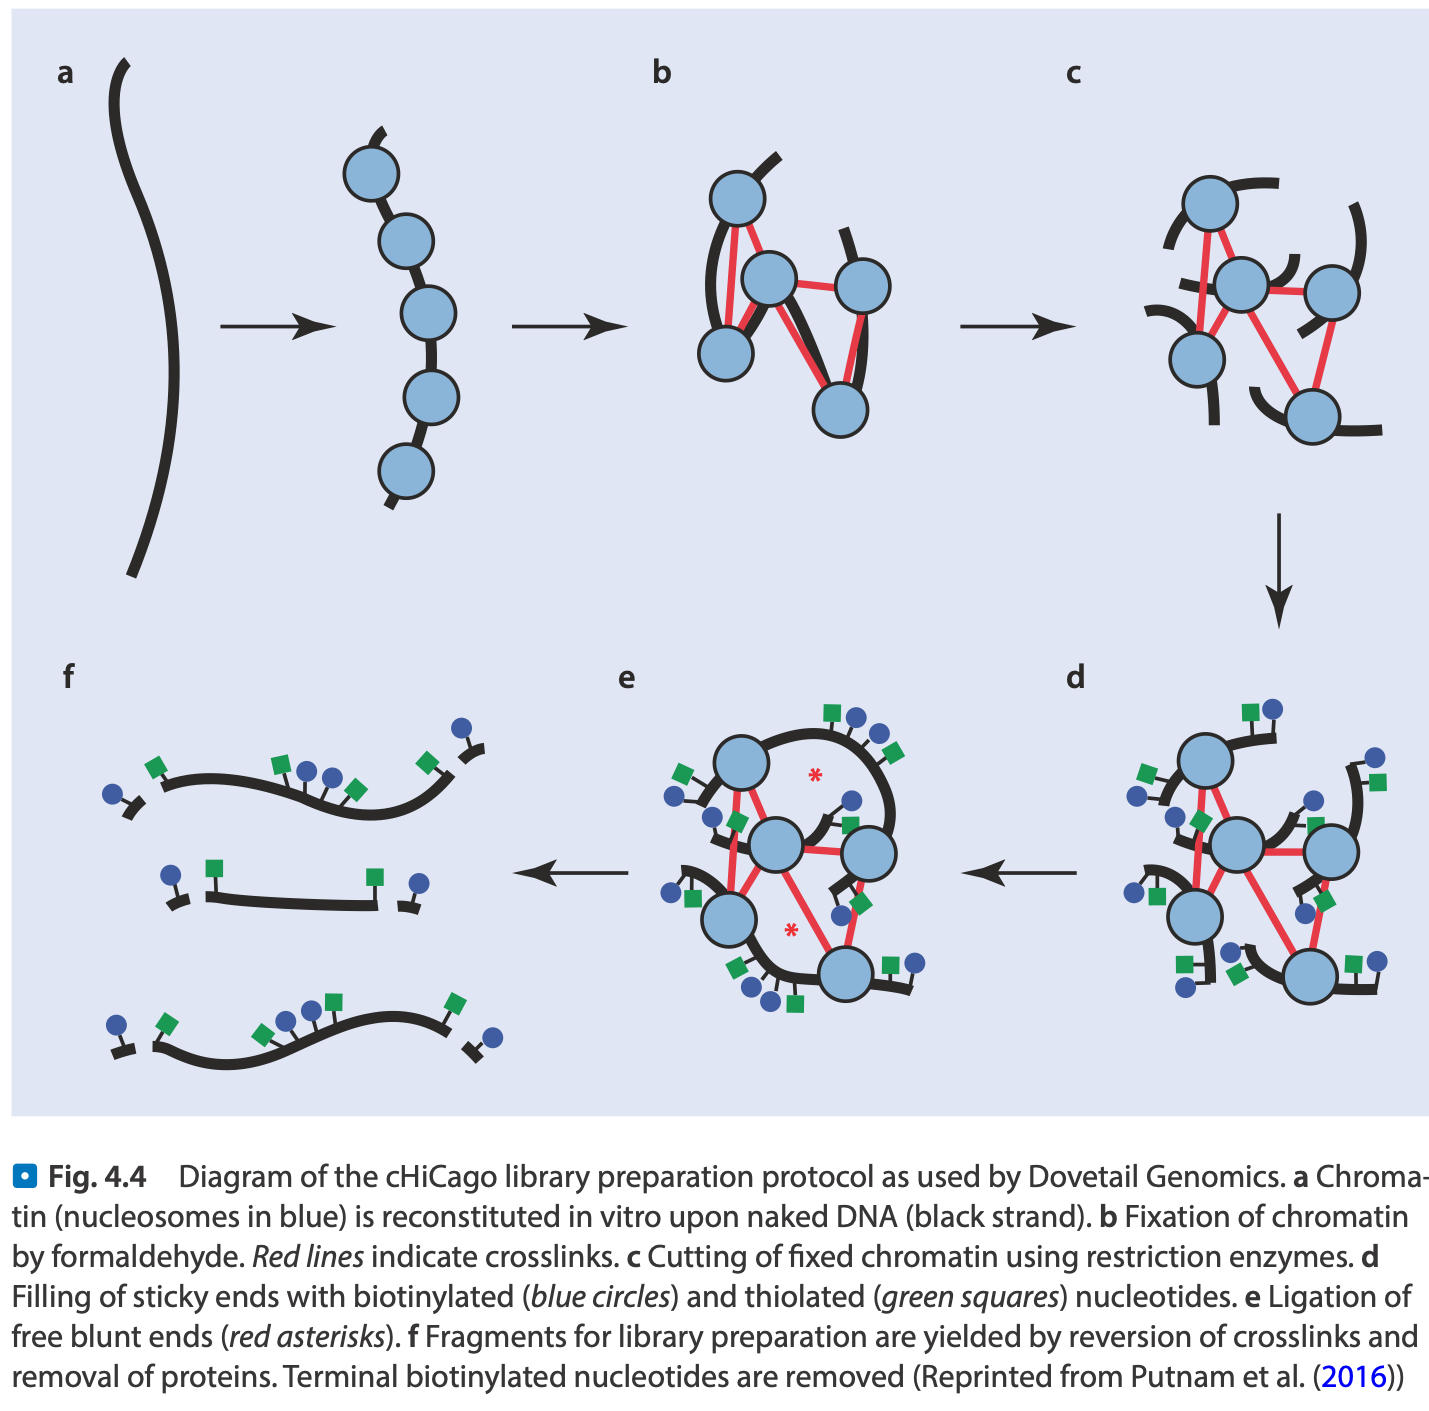 a
b
c
f
e
d
*
*
Fig. 4.4 Diagram of the cHiCago library preparation protocol as used by Dovetail Genomics. a Chroma-
tin (nucleosomes in blue) is reconstituted in vitro upon naked DNA (black strand). b Fixation of chromatin
by formaldehyde. Red lines indicate crosslinks. c Cutting of fixed chromatin using restriction enzymes. d
Filling of sticky ends with biotinylated (blue circles) and thiolated (green squares) nucleotides. e Ligation of
free blunt ends (red asterisks). f Fragments for library preparation are yielded by reversion of crosslinks and
removal of proteins. Terminal biotinylated nucleotides are removed (Reprinted from Putnam et al. (2016))